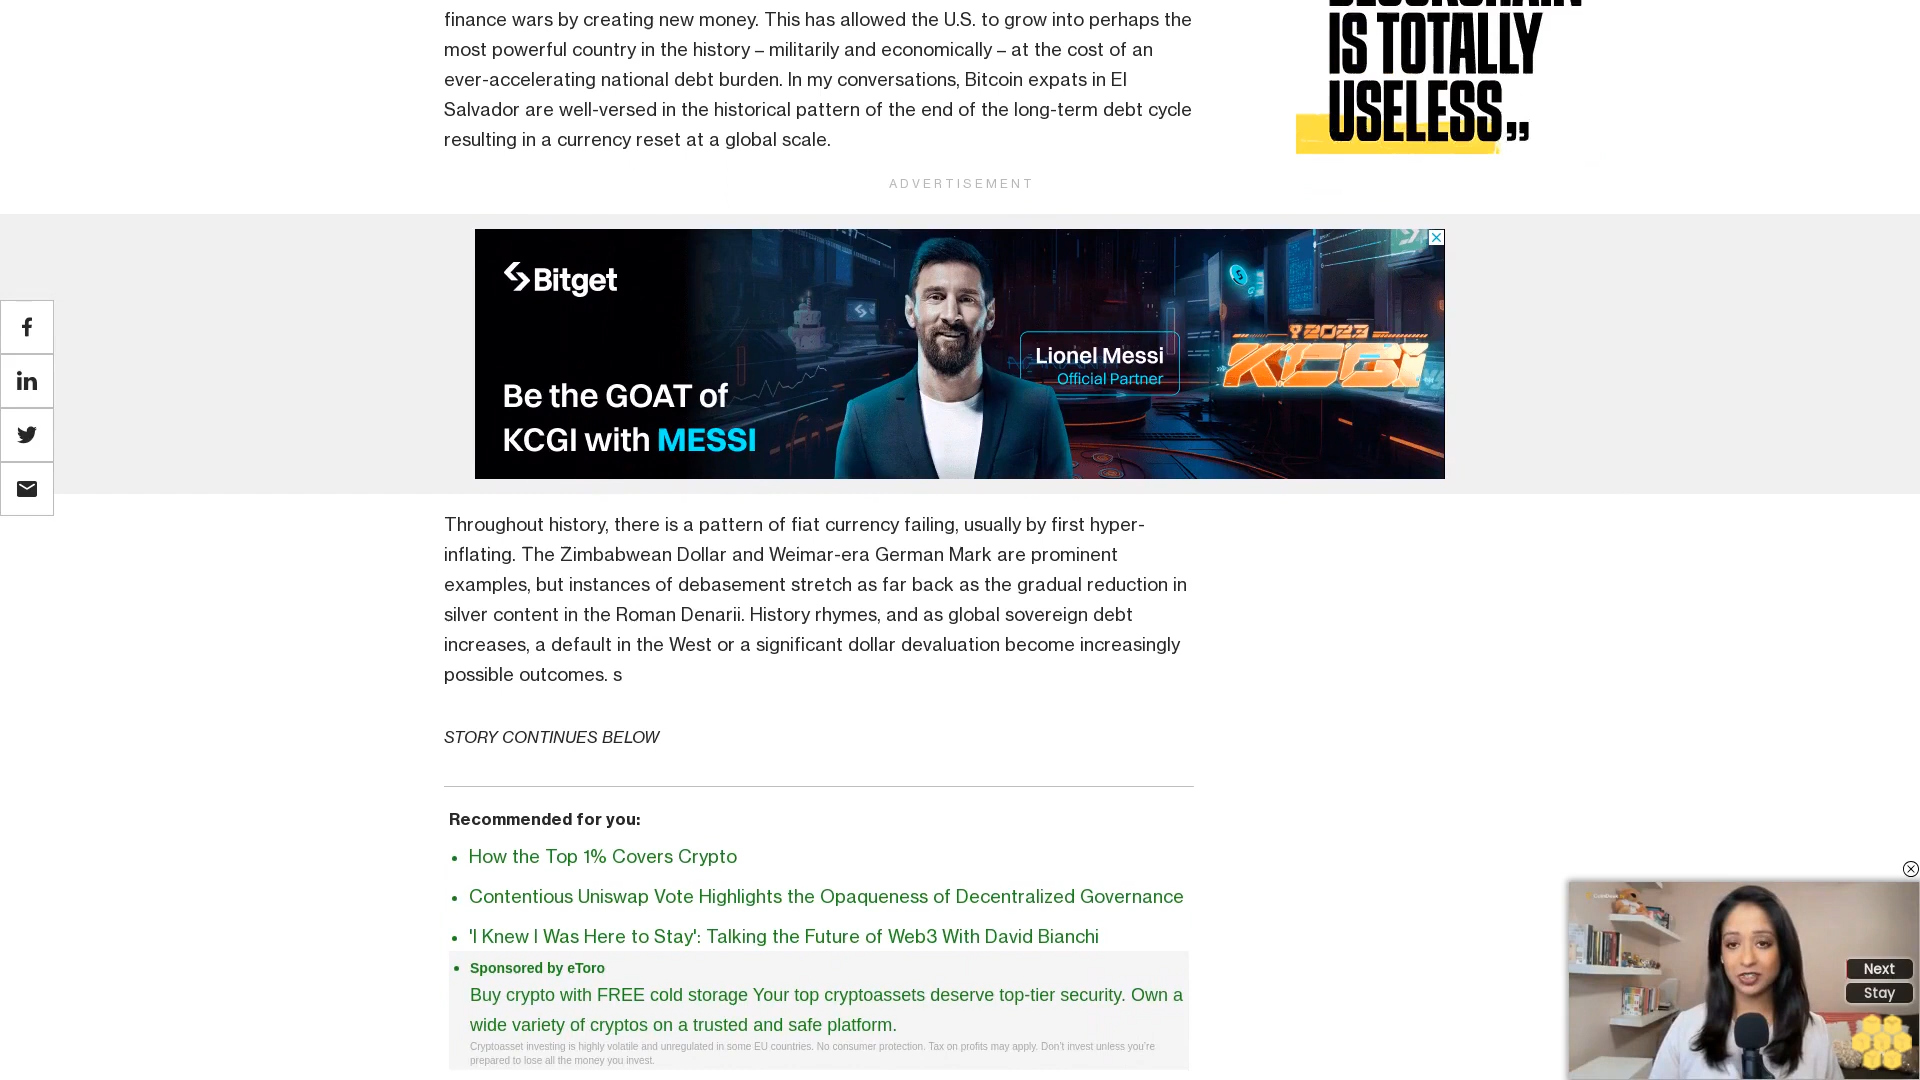 finance wars by creating new money. This has allowed the U.S. to grow into perhaps the
most powerful country in the history – militarily and economically – at the cost of an
ever-accelerating national debt burden. In my conversations, Bitcoin expats in El
Salvador are well-versed in the historical pattern of the end of the long-term debt cycle
resulting in a currency reset at a global scale.
IS TOTALLY
USELESS„
ADVERTISEMENT
Bitget
Be the GOAT of
KCGI with MESSI
Lionel Messi
Official Partner
2023
KCGI
Throughout history, there is a pattern of fiat currency failing, usually by first hyper-
inflating. The Zimbabwean Dollar and Weimar-era German Mark are prominent
examples, but instances of debasement stretch as far back as the gradual reduction in
silver content in the Roman Denarii. History rhymes, and as global sovereign debt
increases, a default in the West or a significant dollar devaluation become increasingly
possible outcomes. s
STORY CONTINUES BELOW
Recommended for you:
• How the Top 1% Covers Crypto
• Contentious Uniswap Vote Highlights the Opaqueness of Decentralized Governance
• 'I Knew I Was Here to Stay': Talking the Future of Web3 With David Bianchi
• Sponsored by eToro
Buy crypto with FREE cold storage Your top cryptoassets deserve top-tier security. Own a
wide variety of cryptos on a trusted and safe platform.
Cryptoasset investing is highly volatile and unregulated in some EU countries. No consumer protection. Tax on profits may apply. Don't invest unless you're
prepared to lose all the money you invest.
Next
Stay